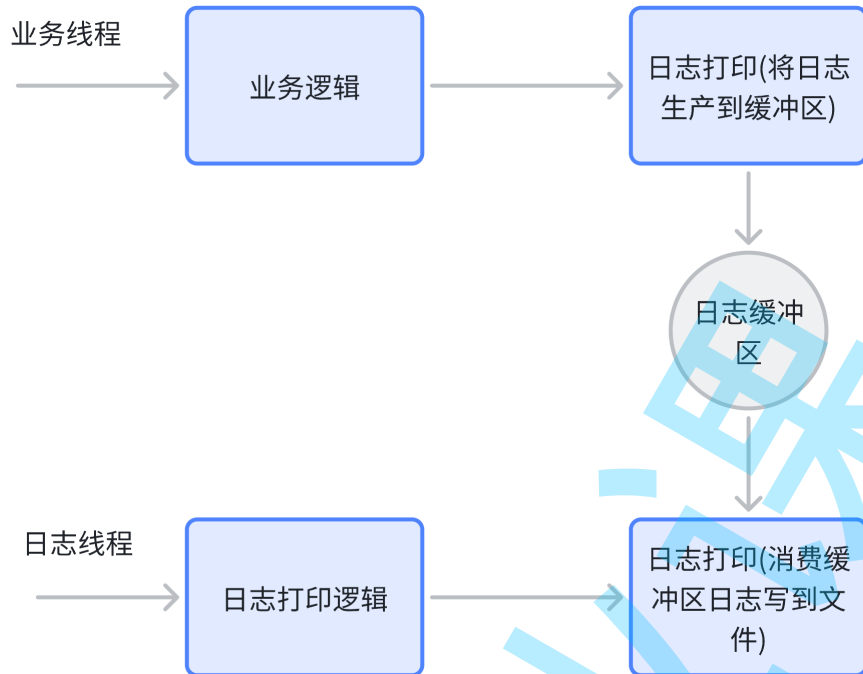 业务线程
业务逻辑
日志打印(将日志
生产到缓冲区)
日志缓冲
区
日志线程
日志打印逻辑
日志打印(消费缓
冲区日志写到文
件)